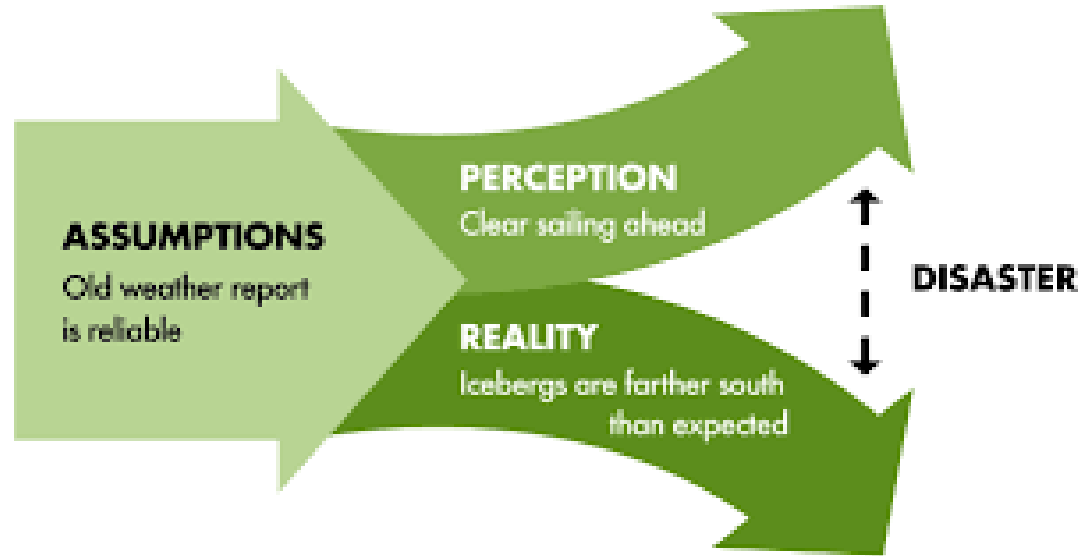 ASSUMPTIONS
Old weather report
is reliable
PERCEPTION
Clear sailing ahead
REALITY
Icebergs are farther south
than expected
DISASTER